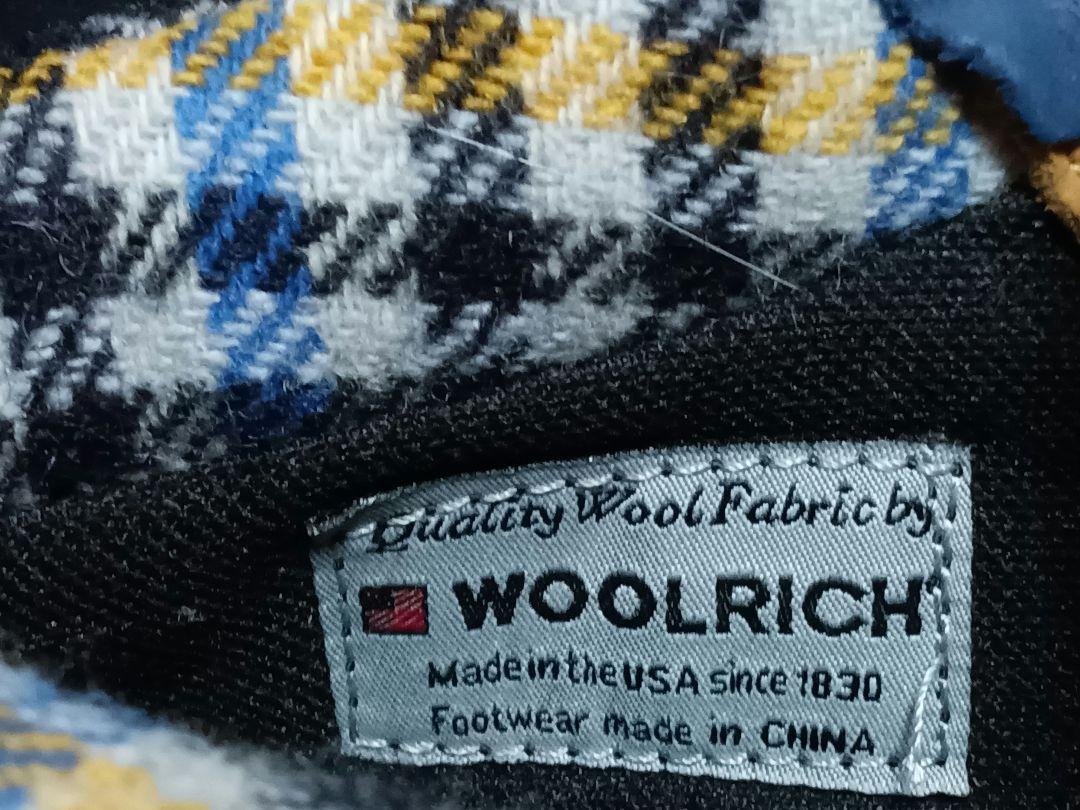 Quality Wool Fabric by
WOOLRICH
Made in the USA since 1830
Footwear made in CHINA